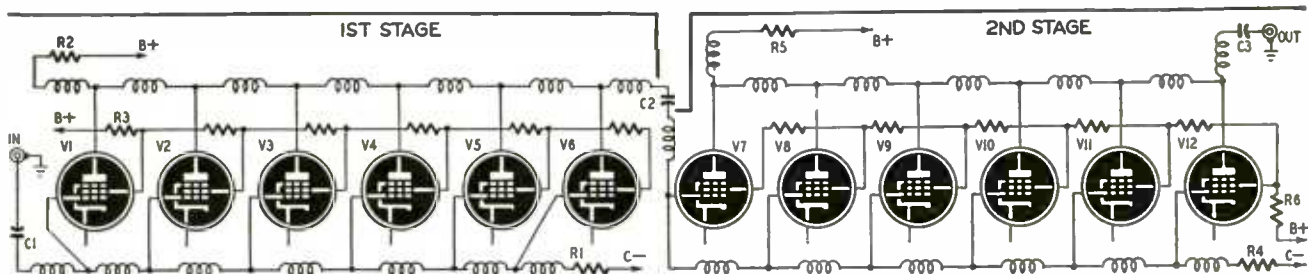 1ST STAGE
2ND STAGE
R2
B+
R5
B+
C3
OUT
C2
B+
R3
IN
V1
V2
V3
V4
V5
V6
V7
V8
V9
V10
V11
V12
R6
B+
C1
R1
C−
C−
R4